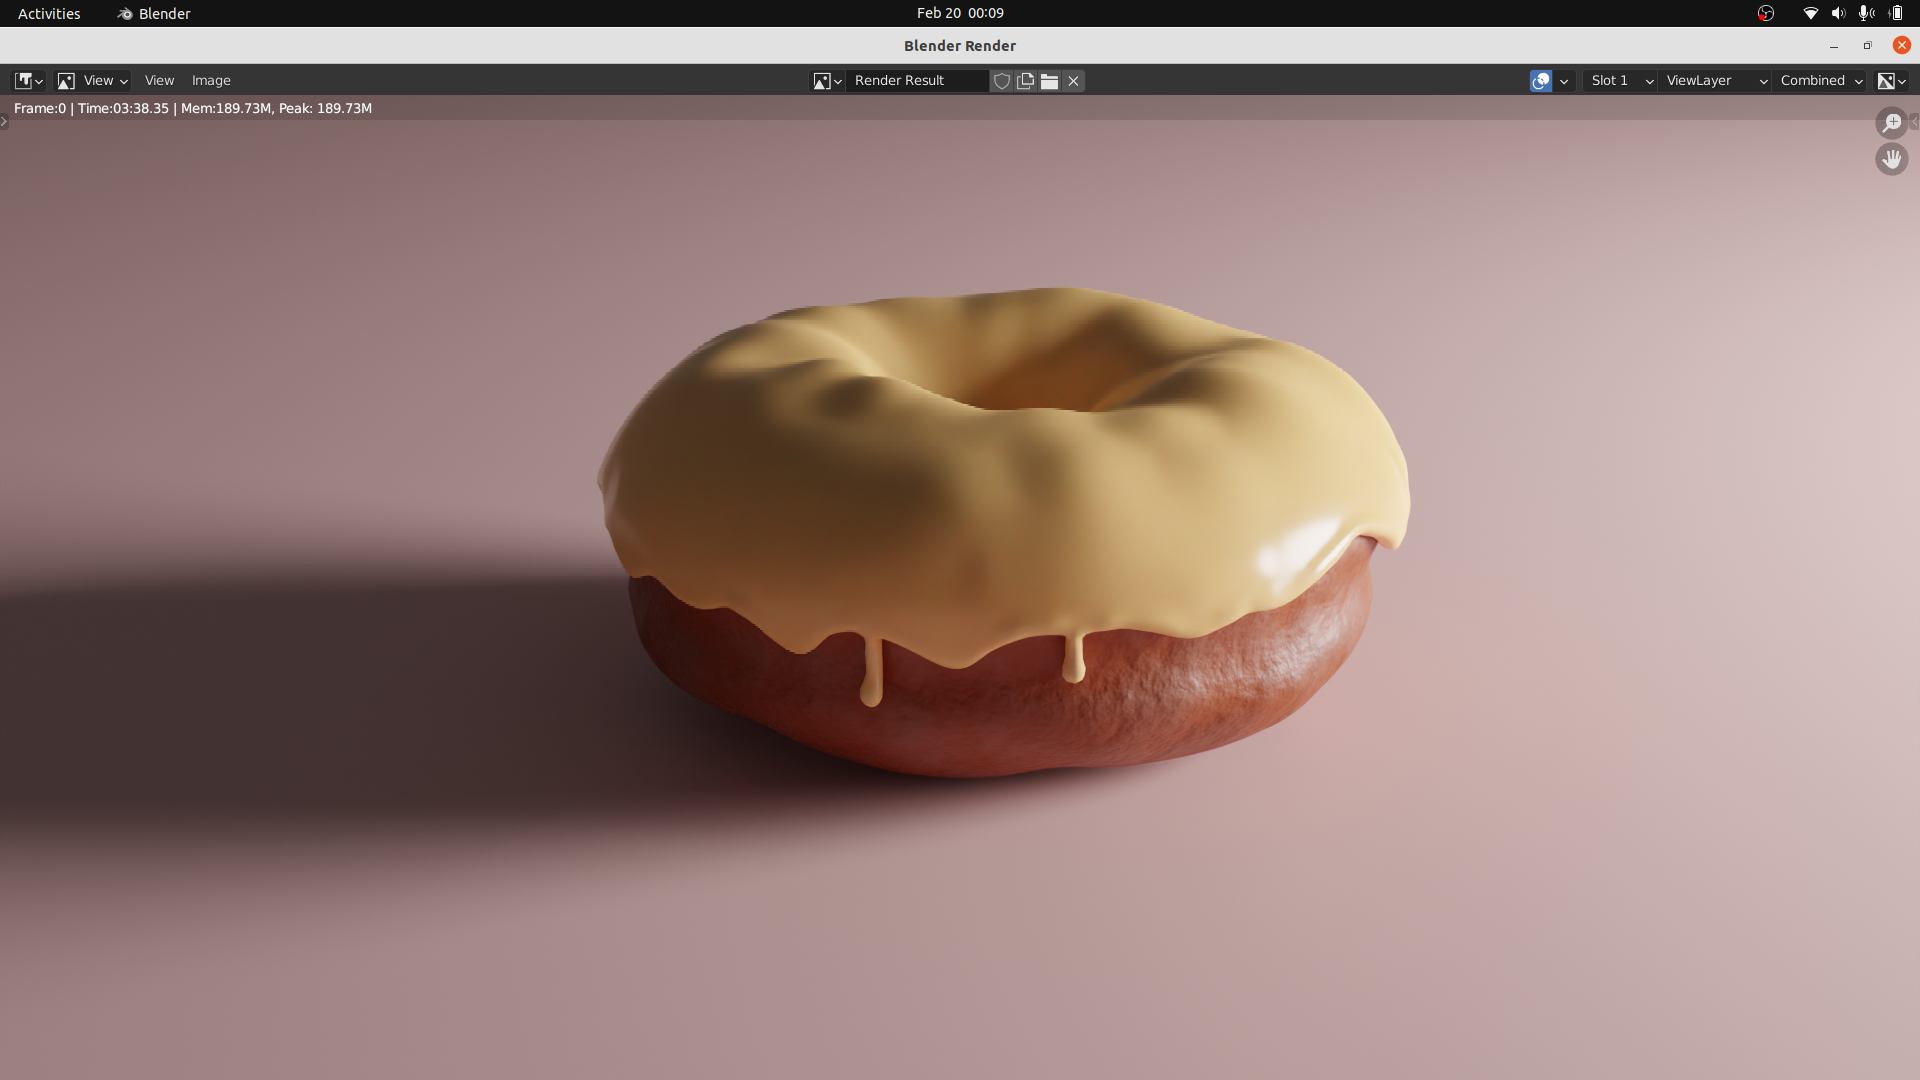 Activities Blender Feb 20 00:09
Blender Render
View View Image Render Result Slot 1 ViewLayer Combined
Frame:0 | Time:03:38.35 | Mem:189.73M, Peak: 189.73M